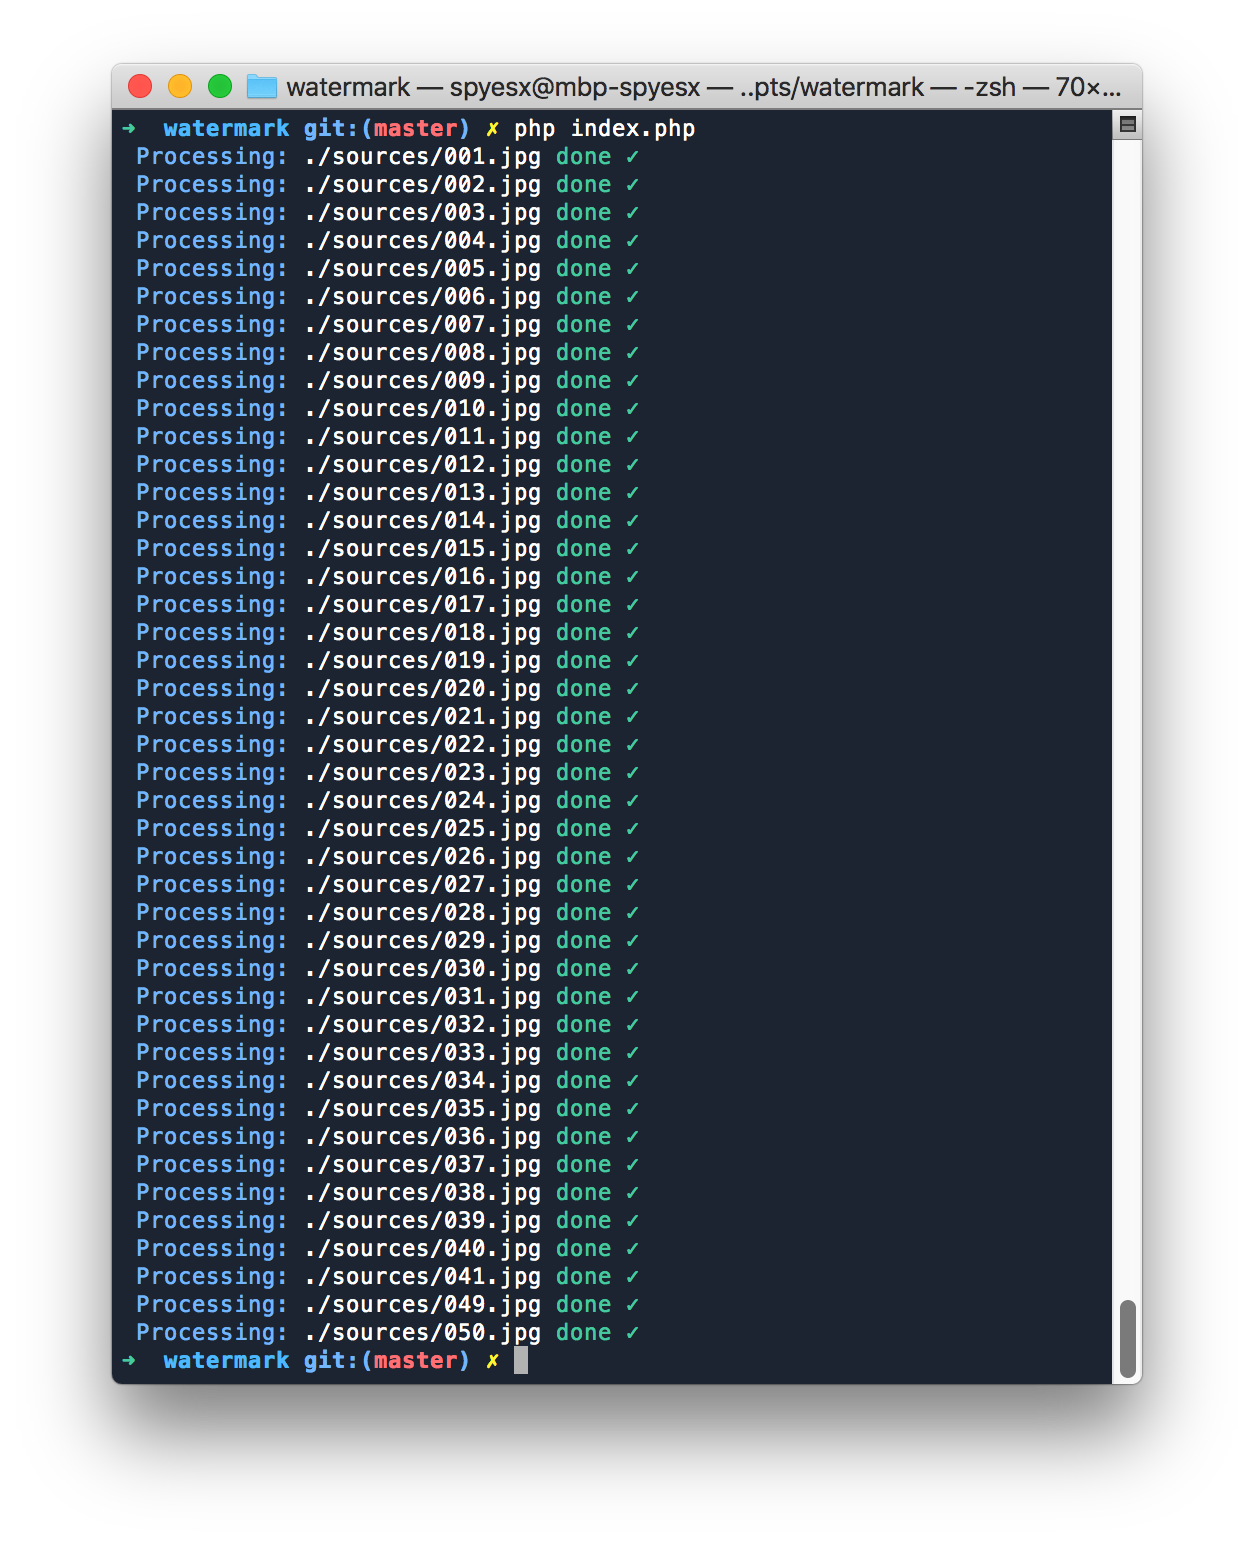 watermark — spyesx@mbp-spyesx — ..pts/watermark — -zsh — 70×...
➜ watermark git:(master) ✗ php index.php
Processing: ./sources/001.jpg done ✓
Processing: ./sources/002.jpg done ✓
Processing: ./sources/003.jpg done ✓
Processing: ./sources/004.jpg done ✓
Processing: ./sources/005.jpg done ✓
Processing: ./sources/006.jpg done ✓
Processing: ./sources/007.jpg done ✓
Processing: ./sources/008.jpg done ✓
Processing: ./sources/009.jpg done ✓
Processing: ./sources/010.jpg done ✓
Processing: ./sources/011.jpg done ✓
Processing: ./sources/012.jpg done ✓
Processing: ./sources/013.jpg done ✓
Processing: ./sources/014.jpg done ✓
Processing: ./sources/015.jpg done ✓
Processing: ./sources/016.jpg done ✓
Processing: ./sources/017.jpg done ✓
Processing: ./sources/018.jpg done ✓
Processing: ./sources/019.jpg done ✓
Processing: ./sources/020.jpg done ✓
Processing: ./sources/021.jpg done ✓
Processing: ./sources/022.jpg done ✓
Processing: ./sources/023.jpg done ✓
Processing: ./sources/024.jpg done ✓
Processing: ./sources/025.jpg done ✓
Processing: ./sources/026.jpg done ✓
Processing: ./sources/027.jpg done ✓
Processing: ./sources/028.jpg done ✓
Processing: ./sources/029.jpg done ✓
Processing: ./sources/030.jpg done ✓
Processing: ./sources/031.jpg done ✓
Processing: ./sources/032.jpg done ✓
Processing: ./sources/033.jpg done ✓
Processing: ./sources/034.jpg done ✓
Processing: ./sources/035.jpg done ✓
Processing: ./sources/036.jpg done ✓
Processing: ./sources/037.jpg done ✓
Processing: ./sources/038.jpg done ✓
Processing: ./sources/039.jpg done ✓
Processing: ./sources/040.jpg done ✓
Processing: ./sources/041.jpg done ✓
Processing: ./sources/049.jpg done ✓
Processing: ./sources/050.jpg done ✓
➜ watermark git:(master) ✗